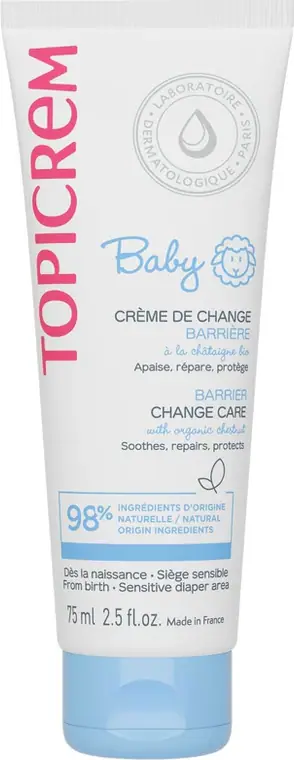 TOPICREM
LABORATOIRE
DERMATOLOGIQUE • PARIS
Baby
CRÈME DE CHANGE
BARRIÈRE
à la châtaigne bio
Apaise, répare, protège
BARRIER
CHANGE CARE
with organic chestnut
Soothes, repairs, protects
98% INGRÉDIENTS D'ORIGINE
NATURELLE / NATURAL
ORIGIN INGREDIENTS
Dès la naissance • Siège sensible
From birth • Sensitive diaper area
75 ml 2.5 fl.oz. Made in France